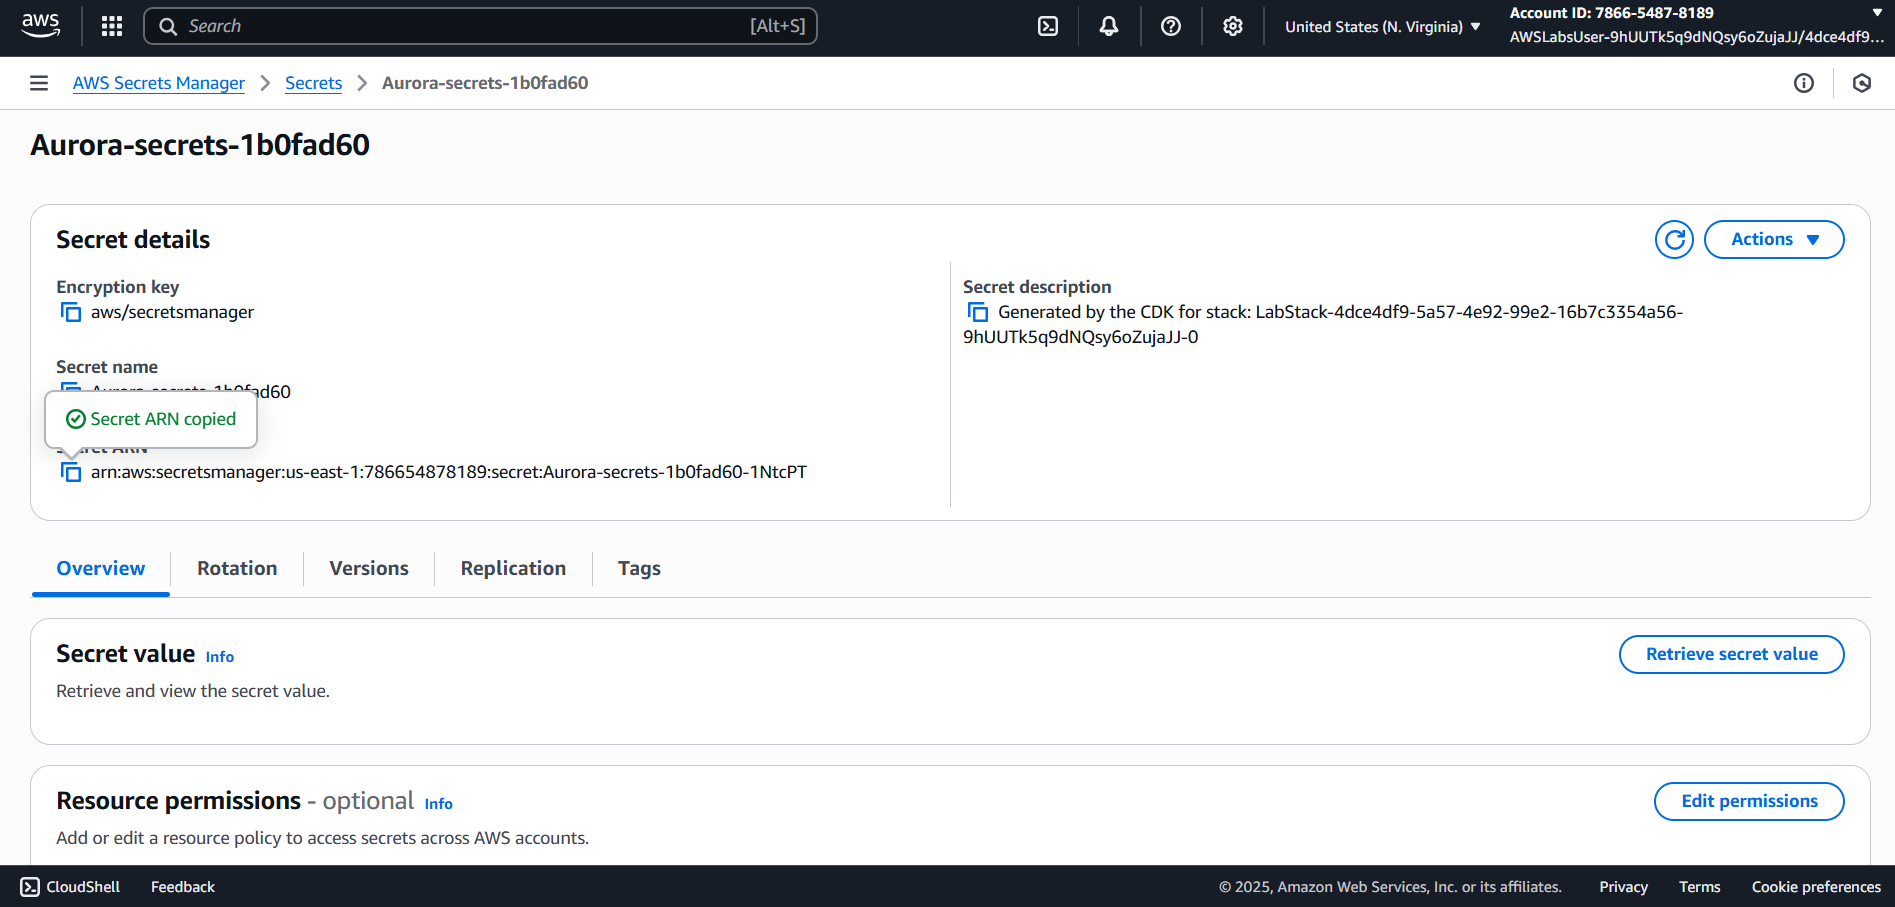 aws
Search [Alt+S]
United States (N. Virginia)
Account ID: 7866-5487-8189
AWSLabsUser-9hUUTk5q9dNQsy6oZujaJJ/4dce4df9...
AWS Secrets Manager
Secrets
Aurora-secrets-1b0fad60
Aurora-secrets-1b0fad60
Secret details
Actions
Encryption key
aws/secretsmanager
Secret name
Aurora-secrets-1b0fad60
Secret ARN copied
Secret ARN
arn:aws:secretsmanager:us-east-1:786654878189:secret:Aurora-secrets-1b0fad60-1NtcPT
Secret description
Generated by the CDK for stack: LabStack-4dce4df9-5a57-4e92-99e2-16b7c3354a56-
9hUUTk5q9dNQsy6oZujaJJ-0
Overview
Rotation
Versions
Replication
Tags
Secret value Info
Retrieve secret value
Retrieve and view the secret value.
Resource permissions - optional Info
Edit permissions
Add or edit a resource policy to access secrets across AWS accounts.
CloudShell
Feedback
© 2025, Amazon Web Services, Inc. or its affiliates.
Privacy
Terms
Cookie preferences